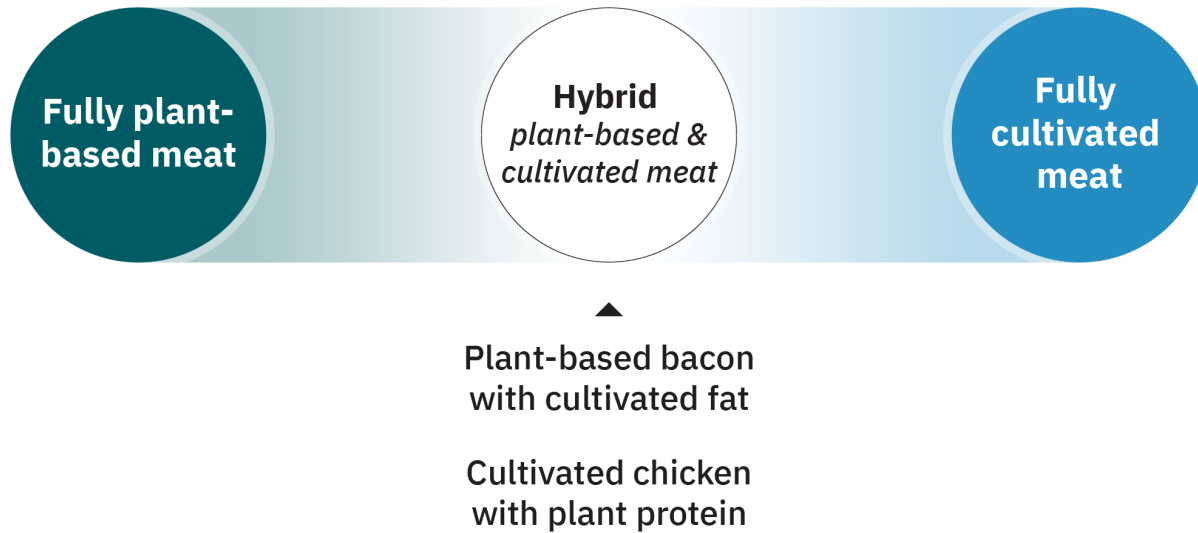 Fully plant-
based meat
Hybrid
plant-based &
cultivated meat
Fully
cultivated
meat
Plant-based bacon
with cultivated fat
Cultivated chicken
with plant protein